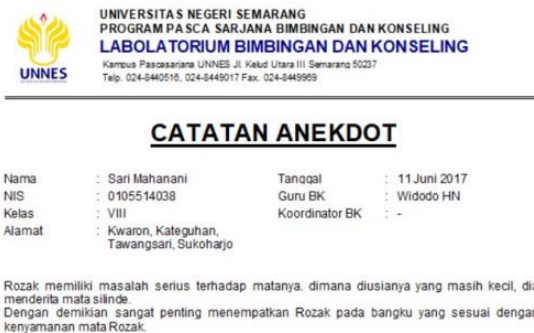 UNNES
UNIVERSITAS NEGERI SEMARANG
PROGRAM PASCA SARJANA BIMBINGAN DAN KONSELING
LABOLATORIUM BIMBINGAN DAN KONSELING
Kampus Pascasarjana UNNES Jl. Kelud Utara III Semarang 50237
Telp. 024-8440516, 024-8449017 Fax. 024-8449969
CATATAN ANEKDOT
Nama : Sari Mahanani Tanggal : 11 Juni 2017
NIS : 0105514038 Guru BK : Widodo HN
Kelas : VIII Koordinator BK : -
Alamat : Kwaron, Kateguhan,
Tawangsari, Sukoharjo
Rozak memiliki masalah serius terhadap matanya. dimana diusianya yang masih kecil, dia
menderita mata silinde.
Dengan demikian sangat penting menempatkan Rozak pada bangku yang sesuai dengan
kenyamanan mata Rozak.